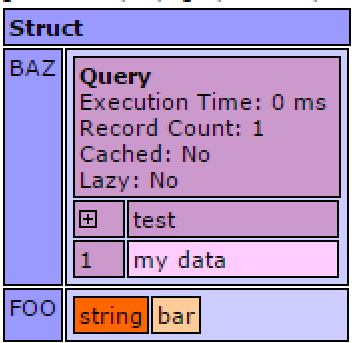 Struct
BAZ
Query
Execution Time: 0 ms
Record Count: 1
Cached: No
Lazy: No
test
1 my data
FOO string bar